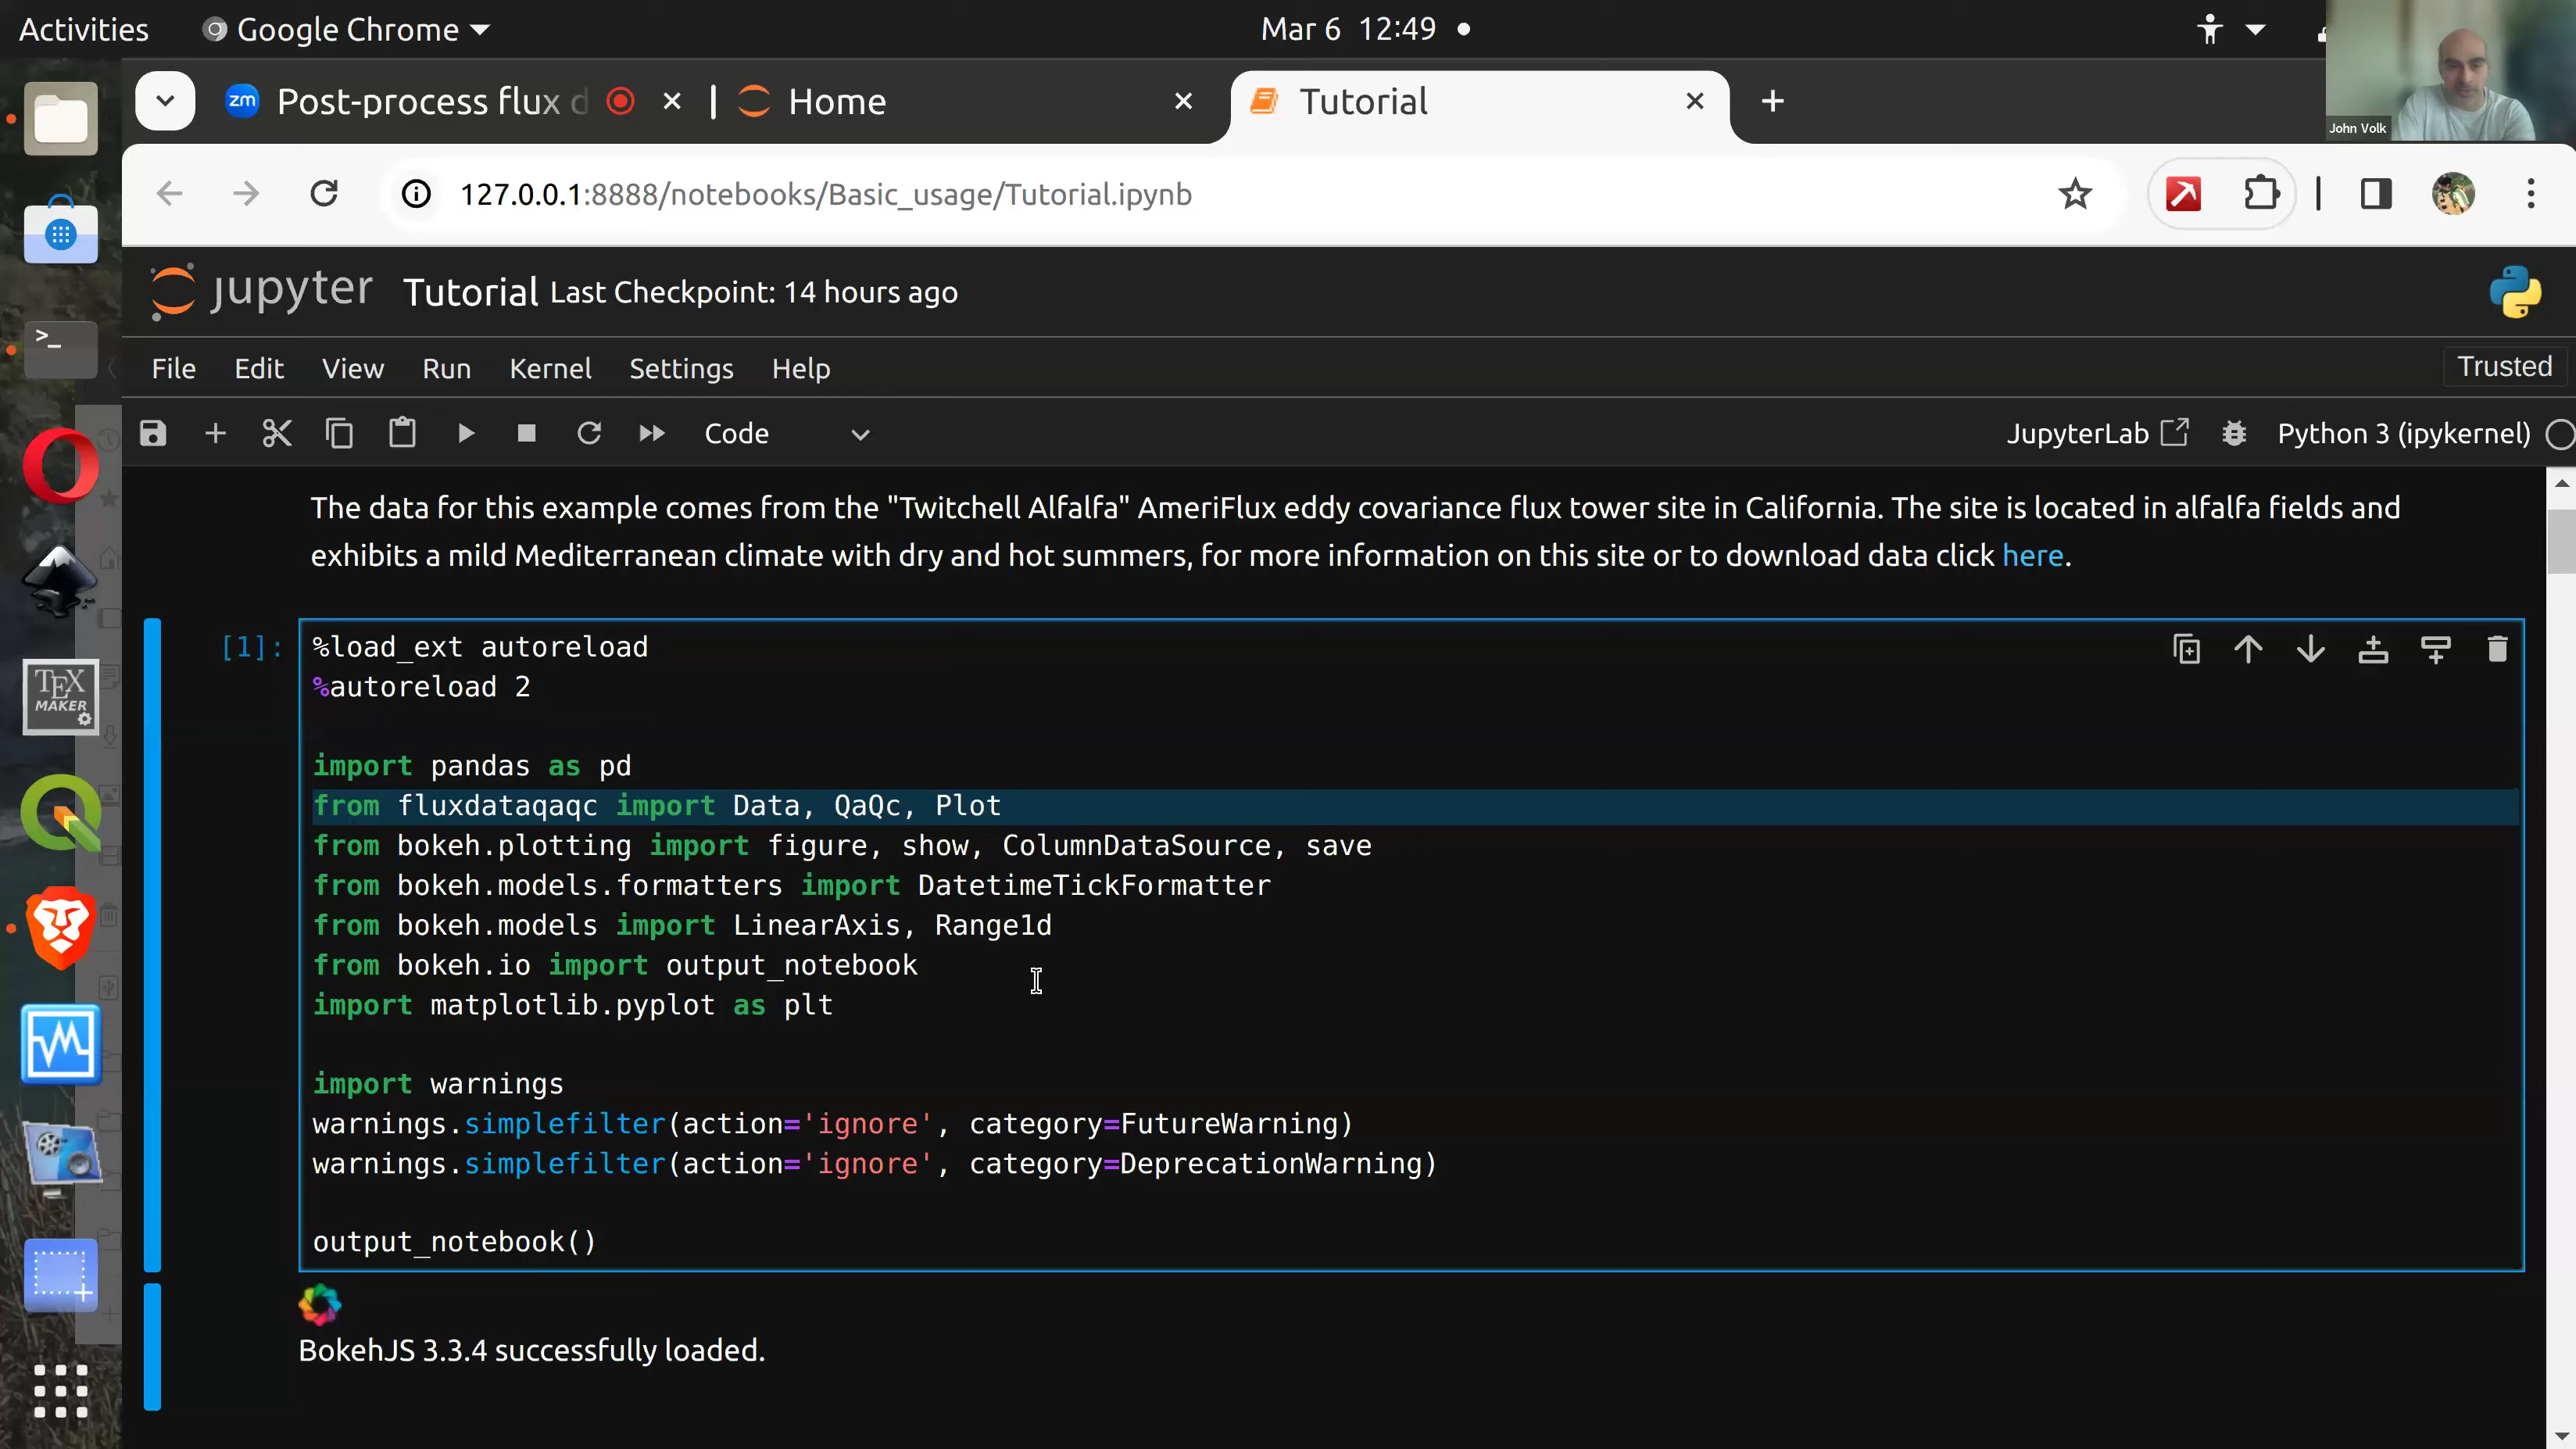 Activities
Google Chrome
Mar 6 12:49
John Volk
zm
Post-process flux d
Home
Tutorial
127.0.0.1:8888/notebooks/Basic_usage/Tutorial.ipynb
jupyter
Tutorial Last Checkpoint: 14 hours ago
File Edit View Run Kernel Settings Help
Trusted
Code
JupyterLab
Python 3 (ipykernel)
>_
TEX
MAKER
The data for this example comes from the "Twitchell Alfalfa" AmeriFlux eddy covariance flux tower site in California. The site is located in alfalfa fields and
exhibits a mild Mediterranean climate with dry and hot summers, for more information on this site or to download data click here.
[1]:
%load_ext autoreload
%autoreload 2
import pandas as pd
from fluxdataqaqc import Data, QaQc, Plot
from bokeh.plotting import figure, show, ColumnDataSource, save
from bokeh.models.formatters import DatetimeTickFormatter
from bokeh.models import LinearAxis, Range1d
from bokeh.io import output_notebook
import matplotlib.pyplot as plt
import warnings
warnings.simplefilter(action='ignore', category=FutureWarning)
warnings.simplefilter(action='ignore', category=DeprecationWarning)
output_notebook()
BokehJS 3.3.4 successfully loaded.